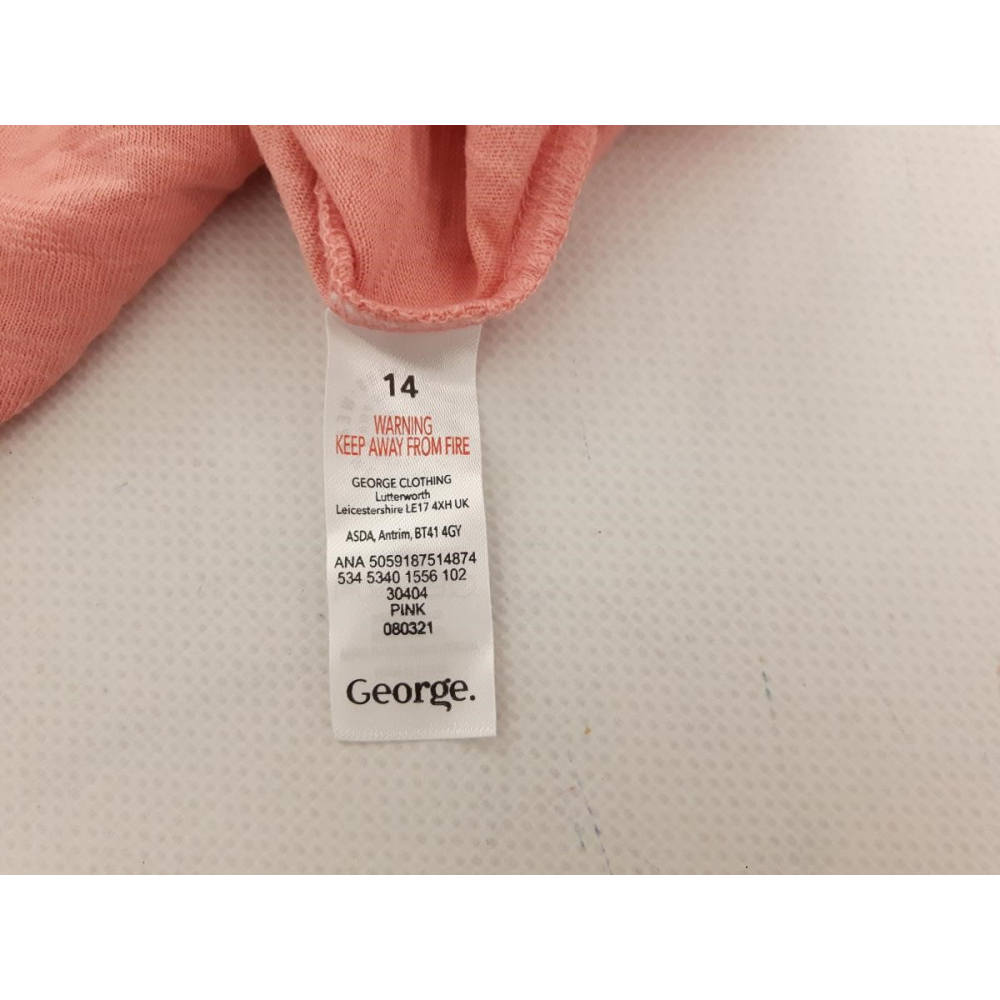 14
WARNING
KEEP AWAY FROM FIRE
GEORGE CLOTHING
Lutterworth
Leicestershire LE17 4XH UK
ASDA, Antrim, BT41 4GY
ANA 5059187514874
534 5340 1556 102
30404
PINK
080321
George.